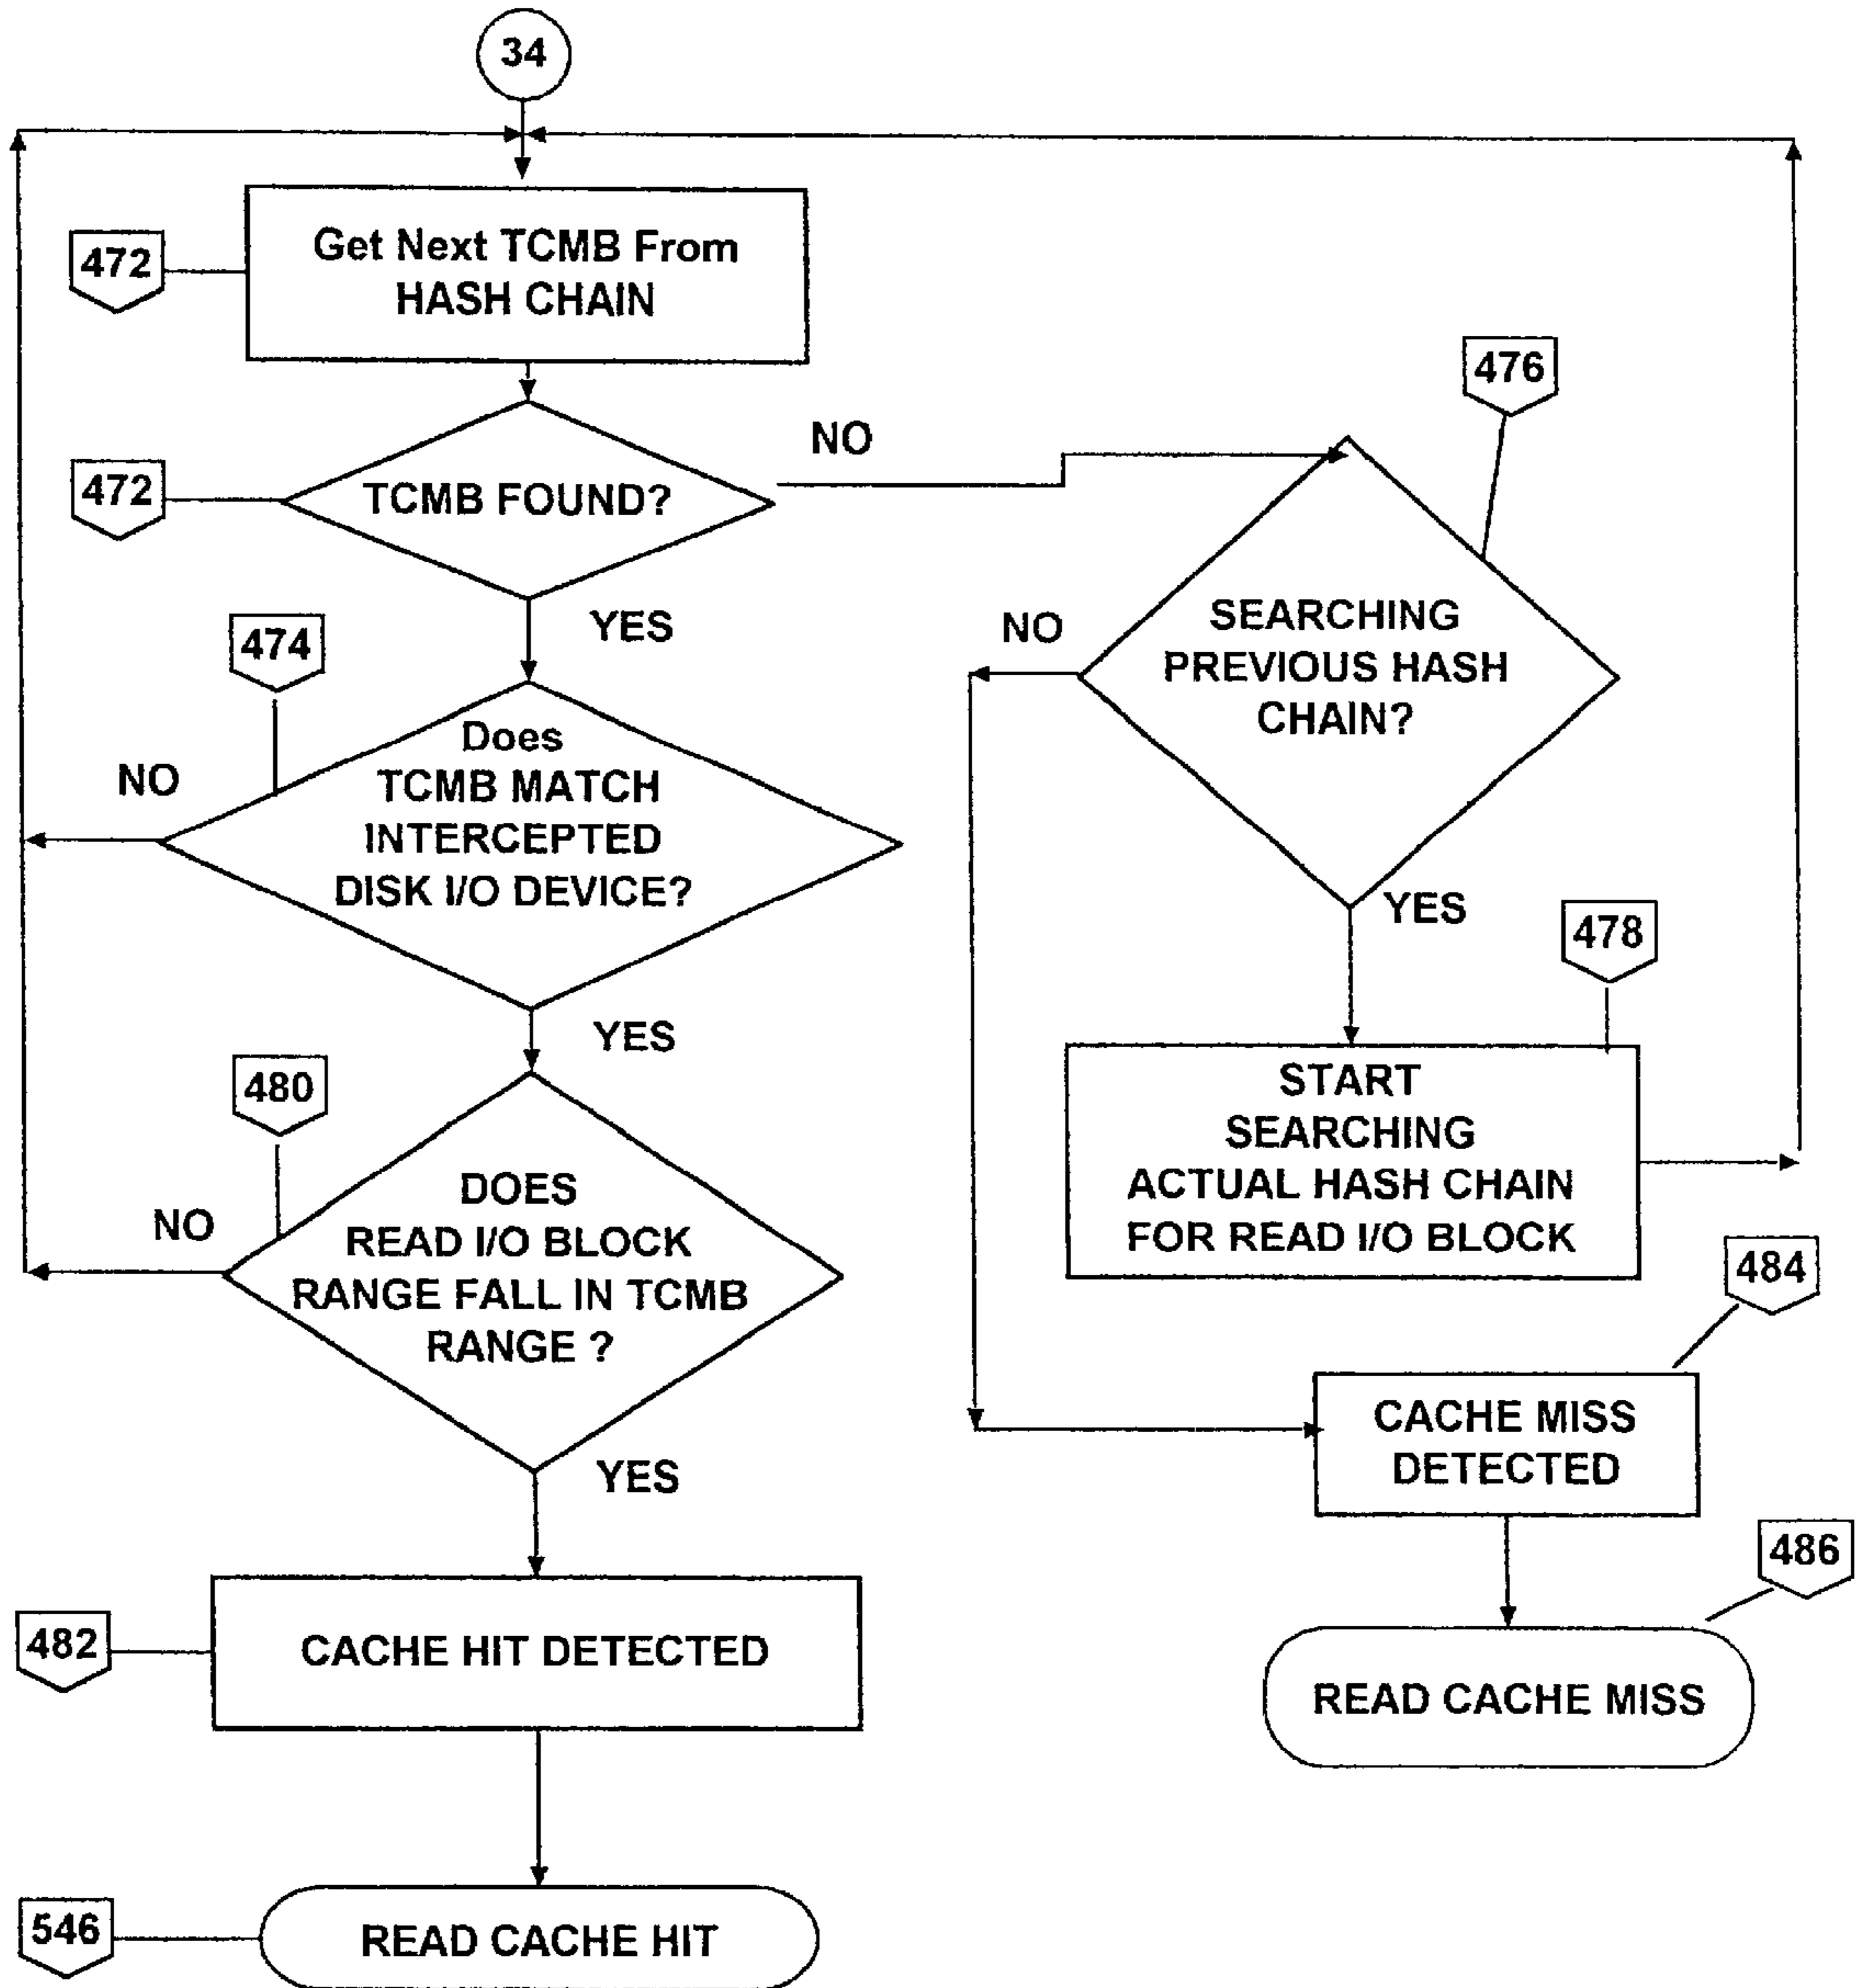 34
472
Get Next TCMB From
HASH CHAIN
476
472
TCMB FOUND?
NO
YES
474
NO
Does
TCMB MATCH
INTERCEPTED
DISK I/O DEVICE?
YES
NO
SEARCHING
PREVIOUS HASH
CHAIN?
YES
478
START
SEARCHING
ACTUAL HASH CHAIN
FOR READ I/O BLOCK
480
NO
DOES
READ I/O BLOCK
RANGE FALL IN TCMB
RANGE ?
YES
484
CACHE MISS
DETECTED
486
READ CACHE MISS
482
CACHE HIT DETECTED
546
READ CACHE HIT